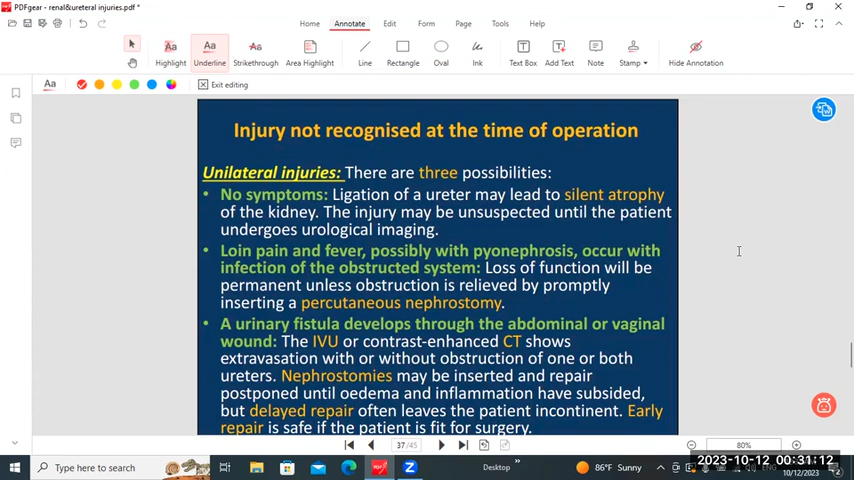 PDFgear - renal&ureteral injuries.pdf *
Home Annotate Edit Form Page Tools Help
Highlight Underline Strikethrough Area Highlight Line Rectangle Oval Ink Text Box Add Text Note Stamp Hide Annotation
Exit editing
Injury not recognised at the time of operation
Unilateral injuries: There are three possibilities:
• No symptoms: Ligation of a ureter may lead to silent atrophy
of the kidney. The injury may be unsuspected until the patient
undergoes urological imaging.
• Loin pain and fever, possibly with pyonephrosis, occur with
infection of the obstructed system: Loss of function will be
permanent unless obstruction is relieved by promptly
inserting a percutaneous nephrostomy.
• A urinary fistula develops through the abdominal or vaginal
wound: The IVU or contrast-enhanced CT shows
extravasation with or without obstruction of one or both
ureters. Nephrostomies may be inserted and repair
postponed until oedema and inflammation have subsided,
but delayed repair often leaves the patient incontinent. Early
repair is safe if the patient is fit for surgery.
37 /45
80%
Type here to search
Desktop
86°F Sunny
2023-10-12 00:31:12
10/12/2023